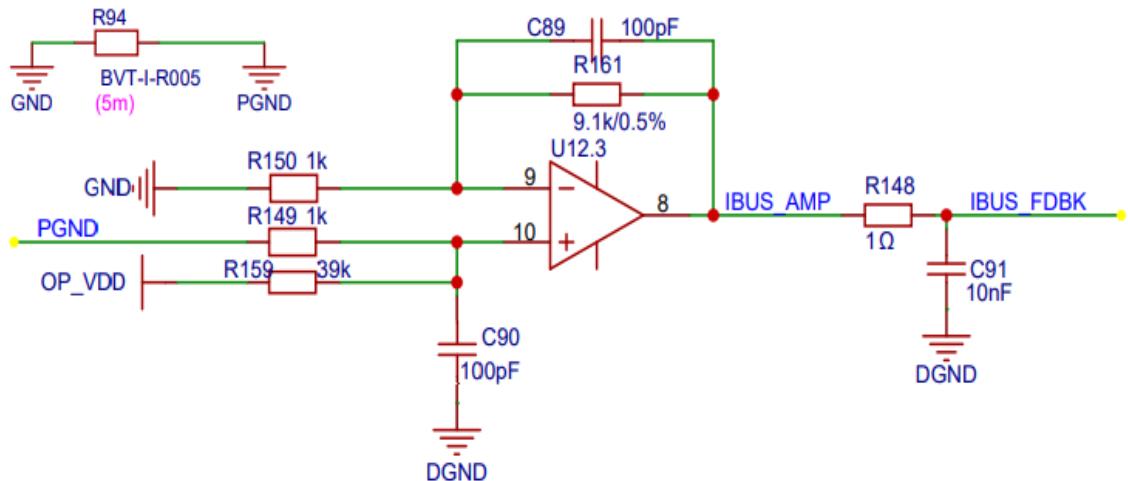 R94
BVT-I-R005
(5m)
GND
PGND
C89 100pF
R161
9.1k/0.5%
U12.3
R150 1k
GND
9
8
IBUS_AMP
R148
1Ω
IBUS_FDBK
R149 1k
PGND
10
R159 39k
OP_VDD
C90
100pF
DGND
C91
10nF
DGND